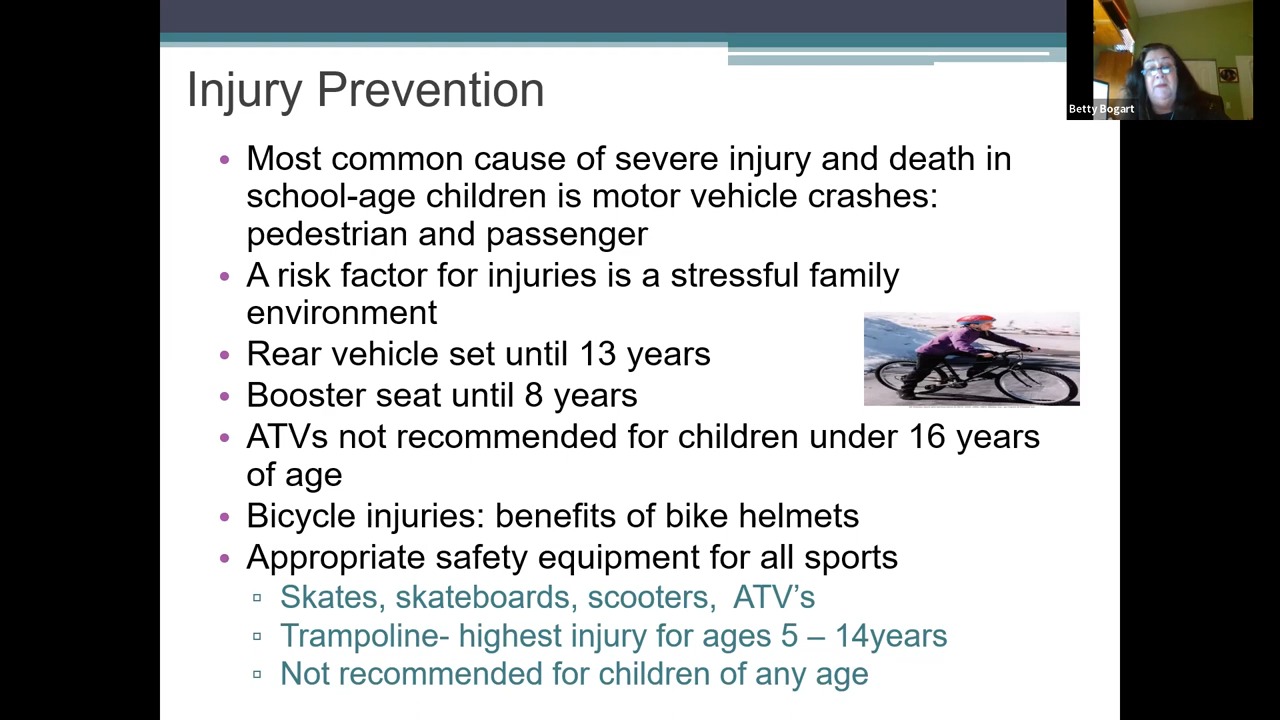 Injury Prevention
Betty Bogart
• Most common cause of severe injury and death in
school-age children is motor vehicle crashes:
pedestrian and passenger
• A risk factor for injuries is a stressful family
environment
• Rear vehicle set until 13 years
• Booster seat until 8 years
• ATVs not recommended for children under 16 years
of age
• Bicycle injuries: benefits of bike helmets
• Appropriate safety equipment for all sports
▫ Skates, skateboards, scooters,  ATV’s
▫ Trampoline- highest injury for ages 5 – 14years
▫ Not recommended for children of any age